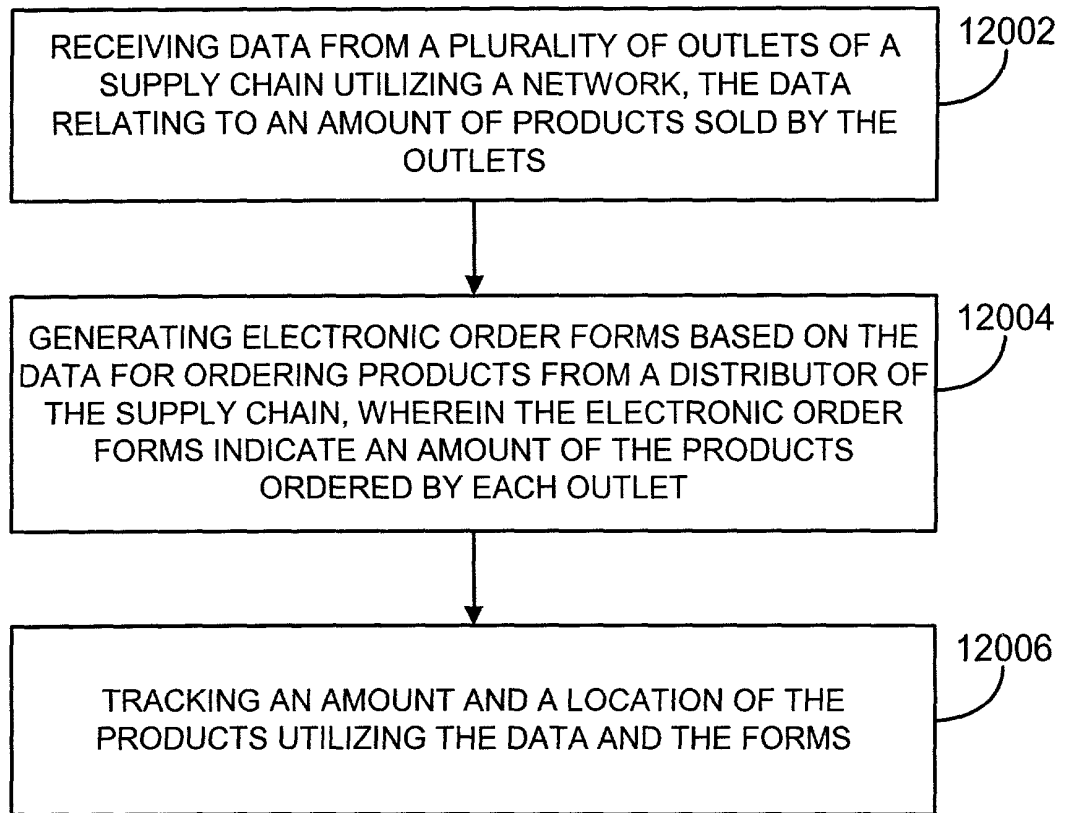 RECEIVING DATA FROM A PLURALITY OF OUTLETS OF A
SUPPLY CHAIN UTILIZING A NETWORK, THE DATA
RELATING TO AN AMOUNT OF PRODUCTS SOLD BY THE
OUTLETS
12002
GENERATING ELECTRONIC ORDER FORMS BASED ON THE
DATA FOR ORDERING PRODUCTS FROM A DISTRIBUTOR OF
THE SUPPLY CHAIN, WHEREIN THE ELECTRONIC ORDER
FORMS INDICATE AN AMOUNT OF THE PRODUCTS
ORDERED BY EACH OUTLET
12004
TRACKING AN AMOUNT AND A LOCATION OF THE
PRODUCTS UTILIZING THE DATA AND THE FORMS
12006